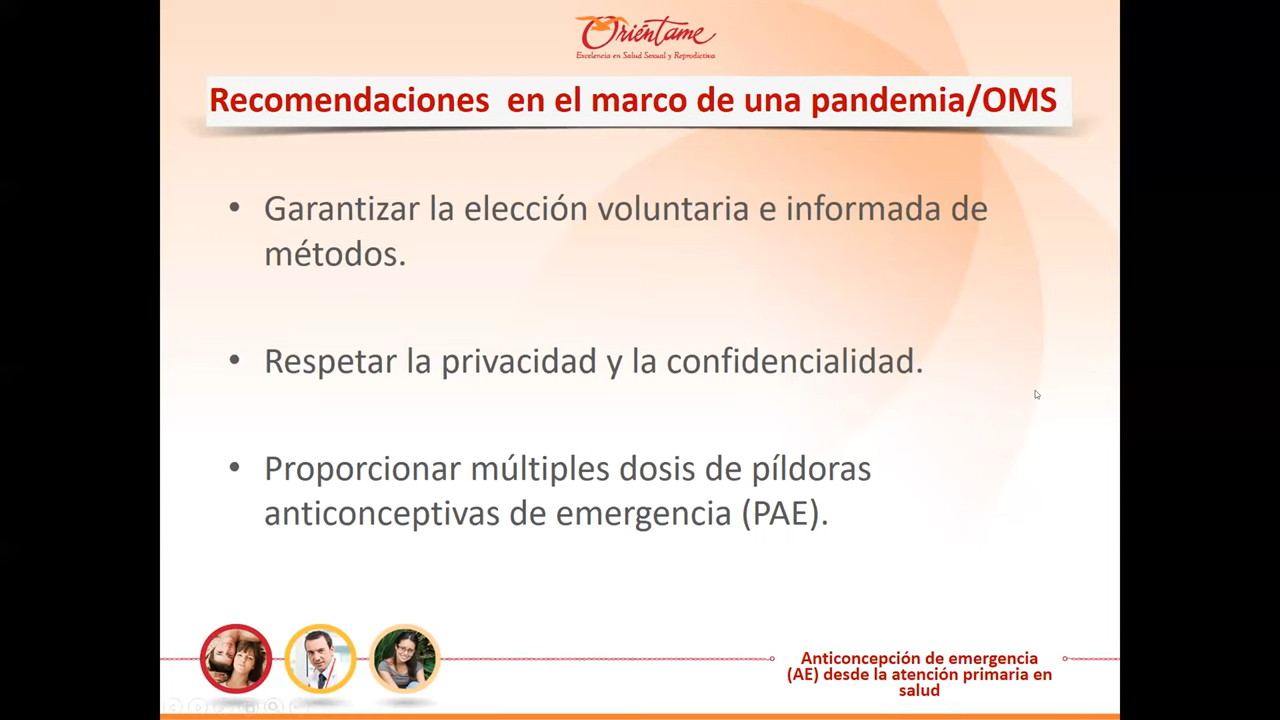 Oriéntame
Excelencia en Salud Sexual y Reproductiva
Recomendaciones en el marco de una pandemia/OMS
• Garantizar la elección voluntaria e informada de
métodos.
• Respetar la privacidad y la confidencialidad.
• Proporcionar múltiples dosis de píldoras
anticonceptivas de emergencia (PAE).
Anticoncepción de emergencia
(AE) desde la atención primaria en
salud